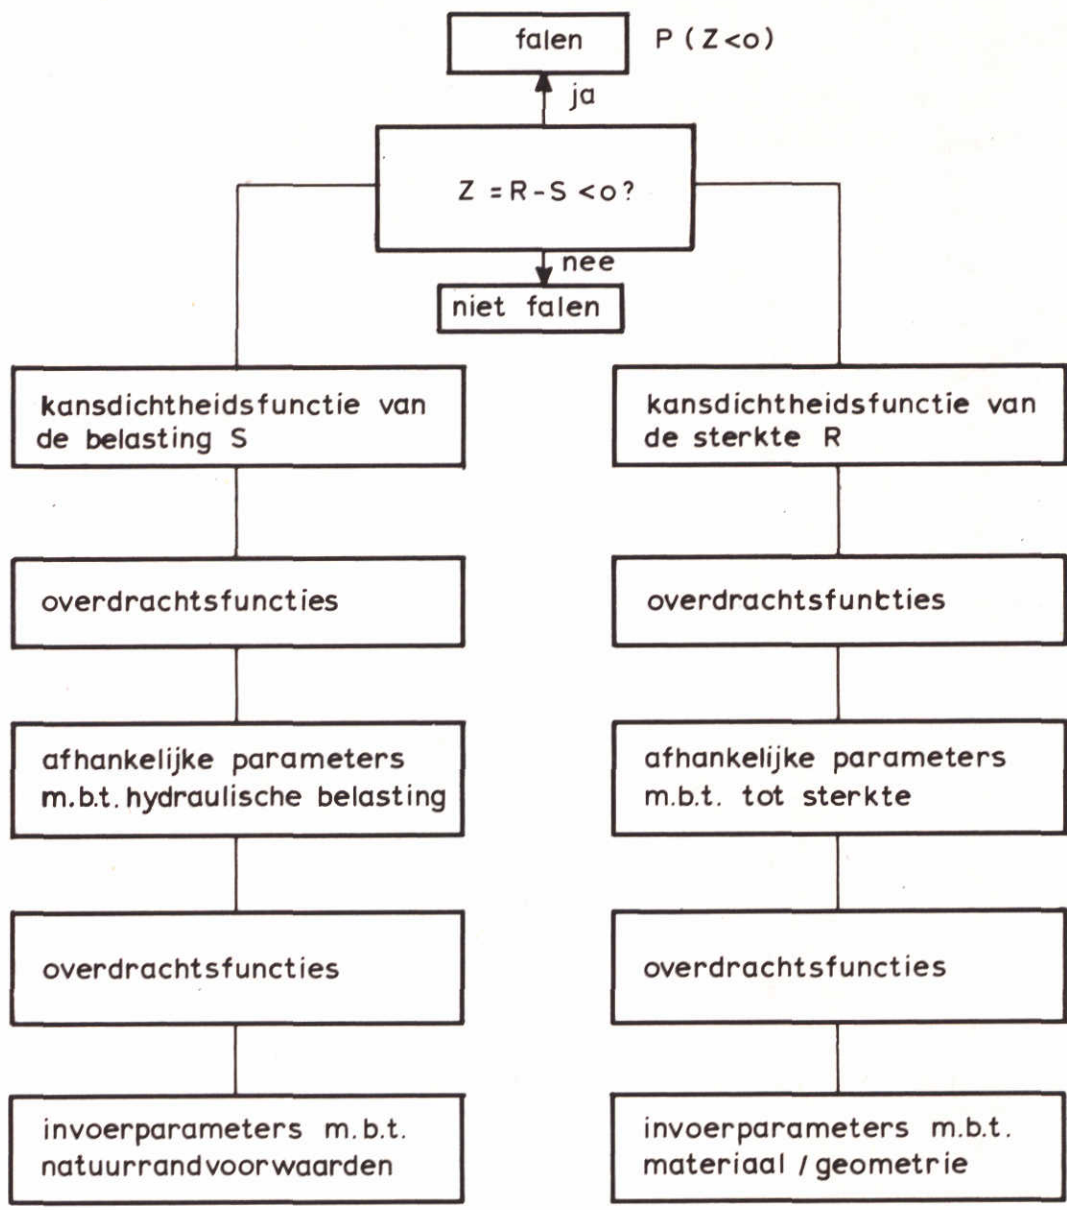 falen
P (Z<o)
ja
Z = R - S < o?
nee
niet falen
kansdichtheidsfunctie van
de belasting S
overdrachtsfuncties
afhankelijke parameters
m.b.t. hydraulische belasting
overdrachtsfuncties
invoerparameters m.b.t.
natuurrandvoorwaarden
kansdichtheidsfunctie van
de sterkte R
overdrachtsfuncties
afhankelijke parameters
m.b.t. tot sterkte
overdrachtsfuncties
invoerparameters m.b.t.
materiaal / geometrie